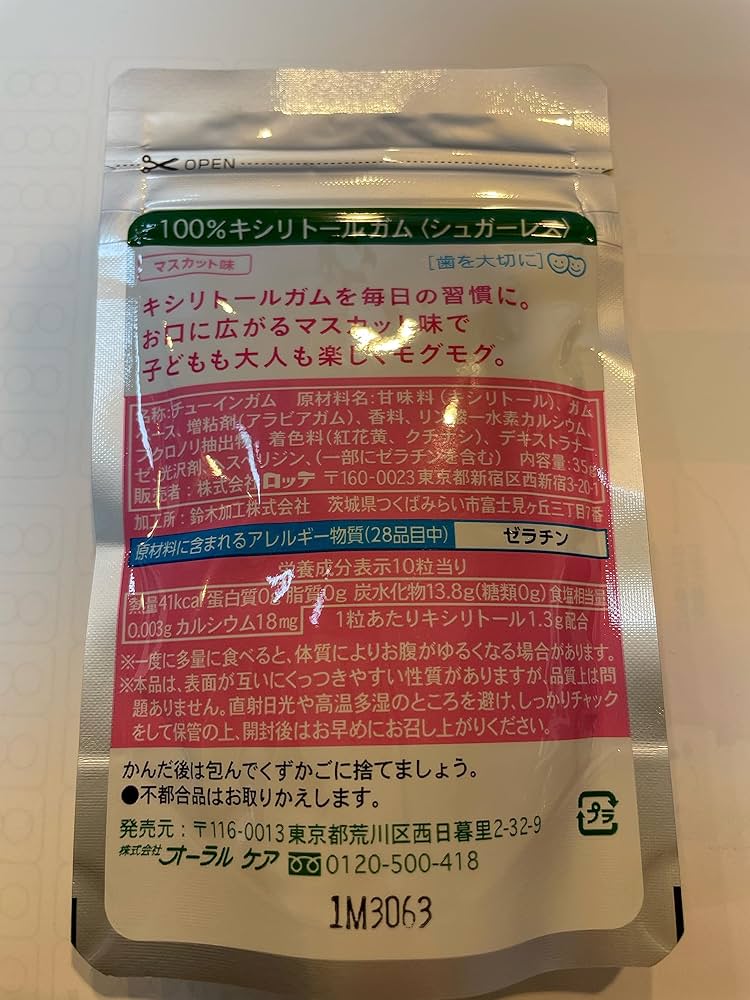 OPEN
100%キシリトールガム〈シュガーレス〉
マスカット味 [歯を大切に]
キシリトールガムを毎日の習慣に。
お口に広がるマスカット味で
子どもも大人も楽しくモグモグ。
名称:チューインガム 原材料名:甘味料(キシリトール)、ガム
ベース、増粘剤(アラビアガム)、香料、リン酸一水素カルシウム、
フクロノリ抽出物、着色料(紅花黄、クチナシ)、デキストラナー
ゼ、光沢剤、ヘスペリジン、(一部にゼラチンを含む) 内容量:35g
販売者:株式会社ロッテ 〒160-0023東京都新宿区西新宿3-20-1
加工所:鈴木加工株式会社 茨城県つくばみらい市富士見ヶ丘三丁目7番
原材料に含まれるアレルギー物質(28品目中) ゼラチン
栄養成分表示10粒当り
熱量41kcal 蛋白質0g 脂質0g 炭水化物13.8g(糖類0g) 食塩相当量
0.003g カルシウム18mg 1粒あたりキシリトール1.3g配合
※一度に多量に食べると、体質によりお腹がゆるくなる場合があります。
※本品は、表面が互いにくっつきやすい性質がありますが、品質上は問
題ありません。直射日光や高温多湿のところを避け、しっかりチャック
をして保管の上、開封後はお早めにお召し上がりください。
かんだ後は包んでくずかごに捨てましょう。
●不都合品はお取りかえします。
プラ
発売元:〒116-0013東京都荒川区西日暮里2-32-9
株式会社オーラルケア 0120-500-418
1M3063